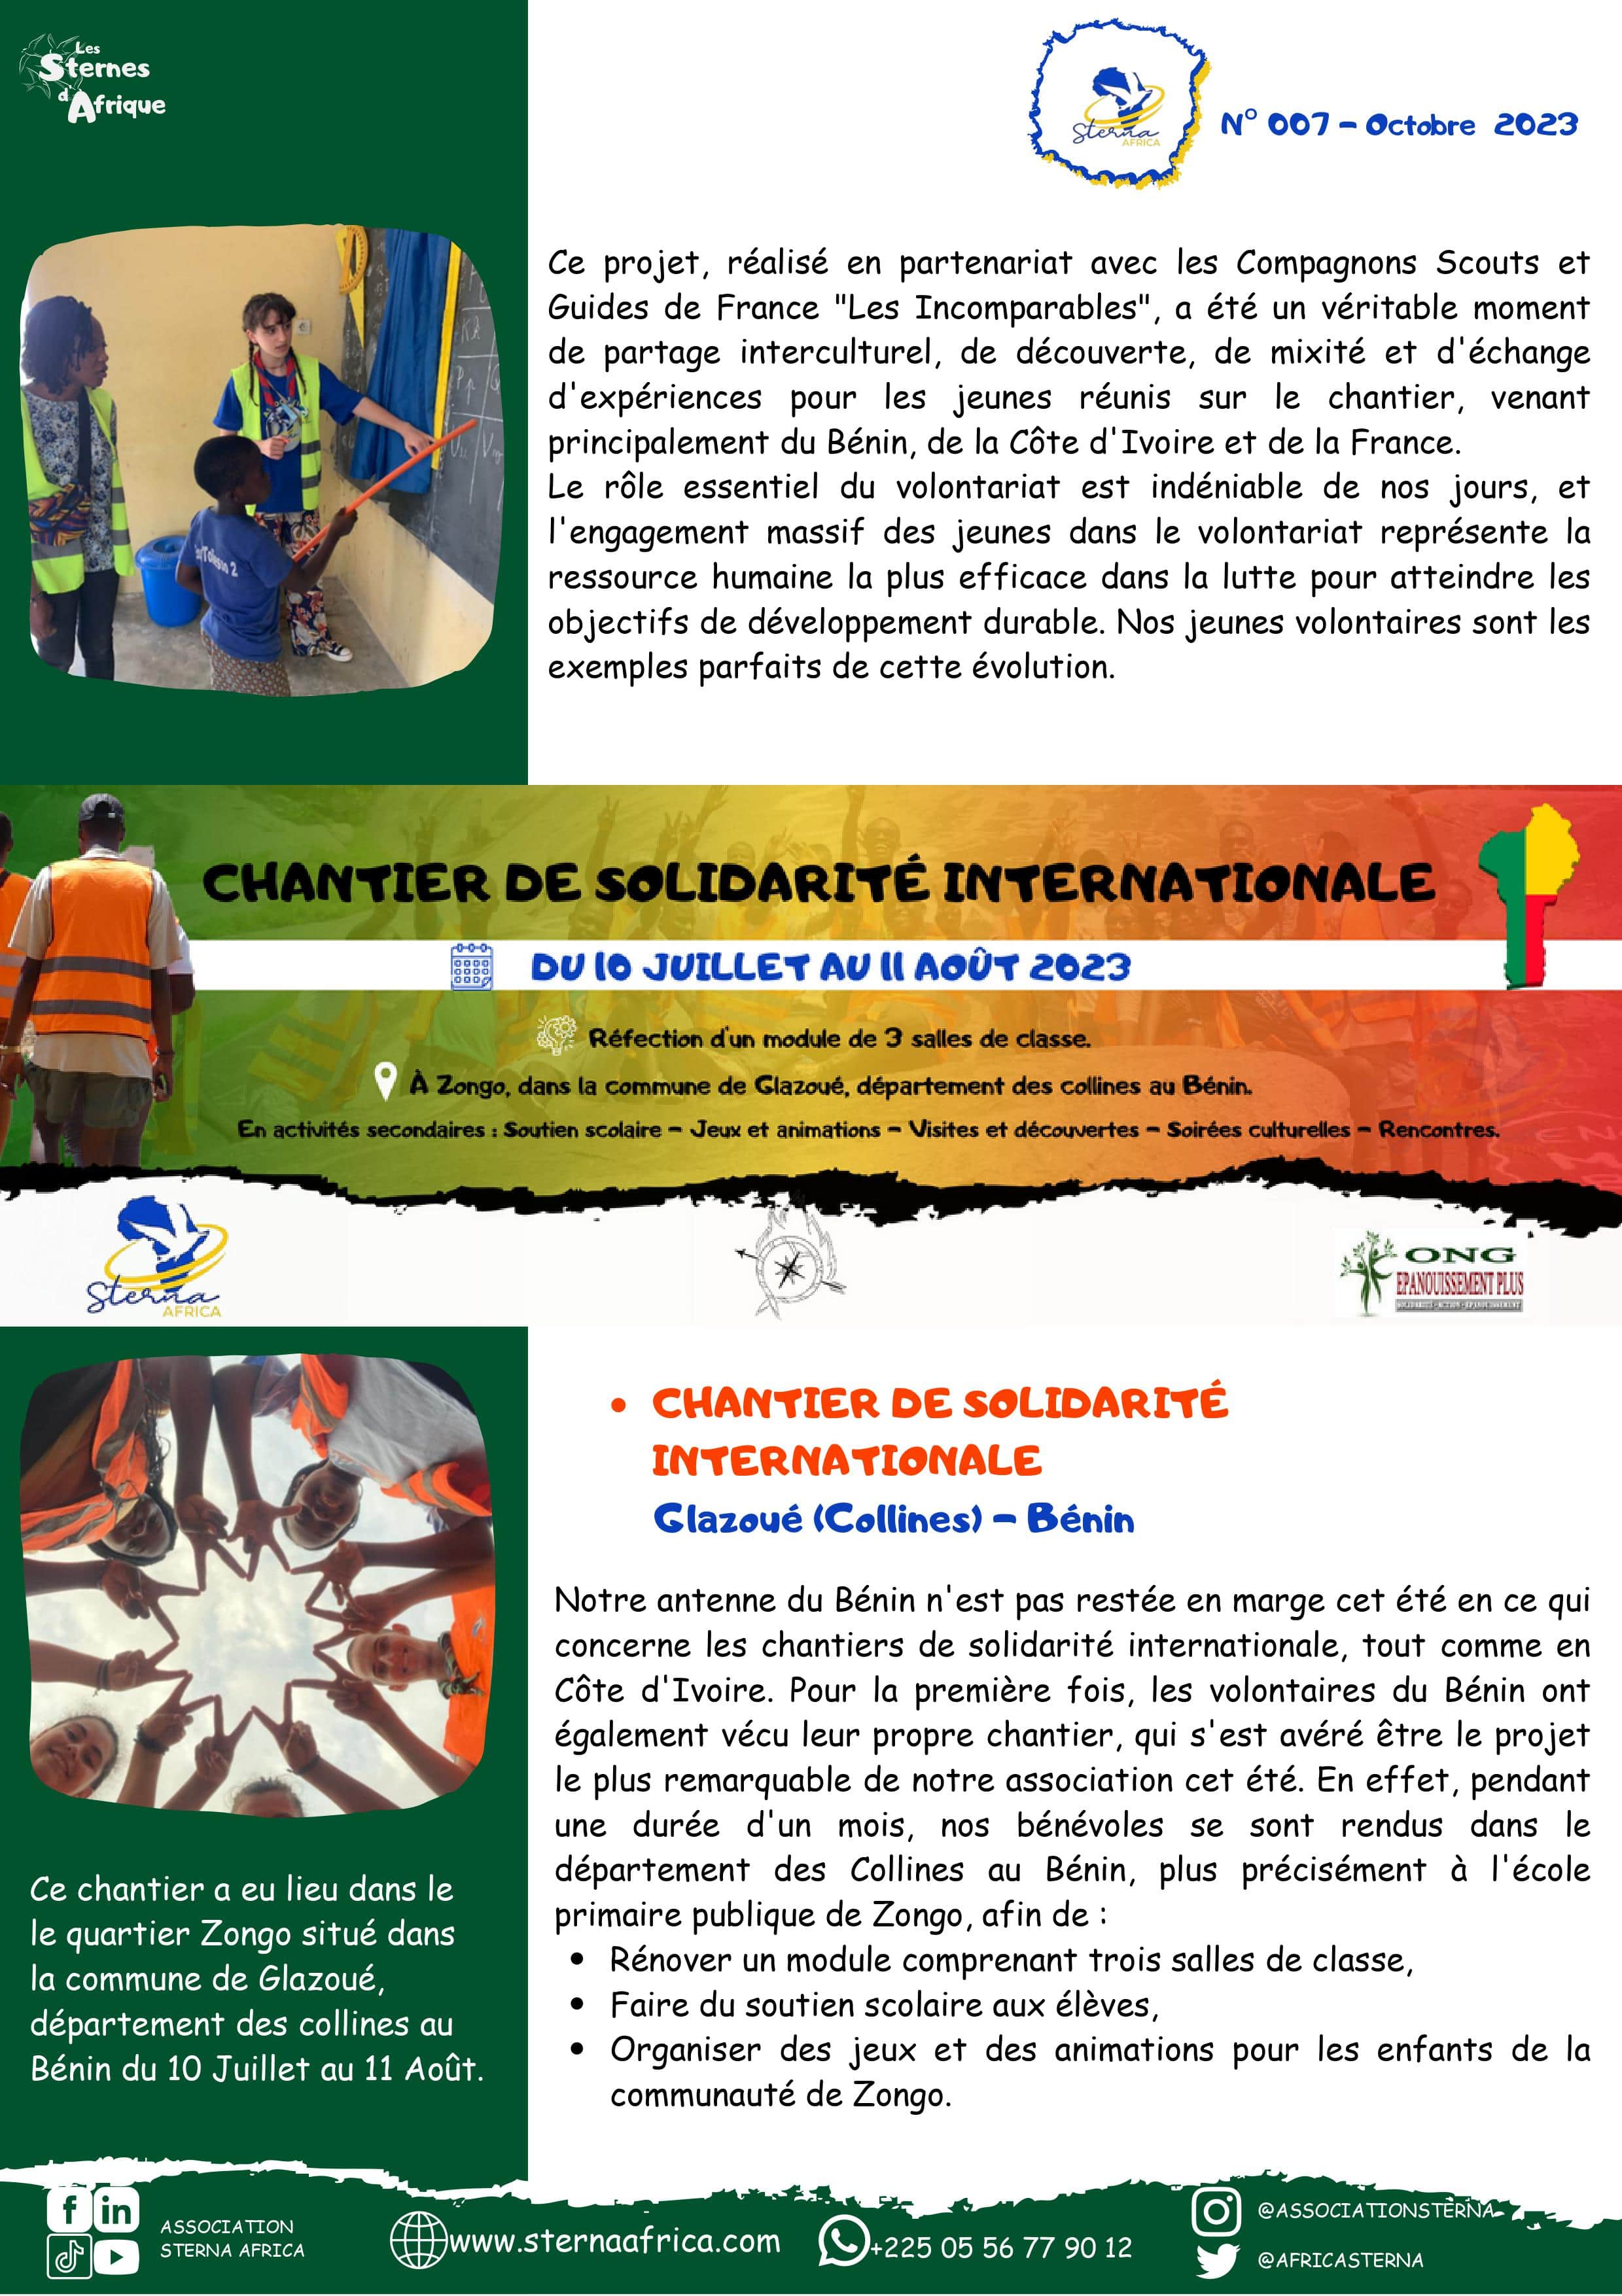 Les
Sternes
d'Afrique
Sterna
AFRICA
N° 007 - Octobre 2023
Ce projet, réalisé en partenariat avec les Compagnons Scouts et
Guides de France "Les Incomparables", a été un véritable moment
de partage interculturel, de découverte, de mixité et d'échange
d'expériences pour les jeunes réunis sur le chantier, venant
principalement du Bénin, de la Côte d'Ivoire et de la France.
Le rôle essentiel du volontariat est indéniable de nos jours, et
l'engagement massif des jeunes dans le volontariat représente la
ressource humaine la plus efficace dans la lutte pour atteindre les
objectifs de développement durable. Nos jeunes volontaires sont les
exemples parfaits de cette évolution.
CHANTIER DE SOLIDARITÉ INTERNATIONALE
DU 10 JUILLET AU 11 AOÛT 2023
Réfection d'un module de 3 salles de classe.
À Zongo, dans la commune de Glazoué, département des collines au Bénin.
En activités secondaires : Soutien scolaire - Jeux et animations - Visites et découvertes - Soirées culturelles - Rencontres.
Sterna
AFRICA
ONG
EPANOUISSEMENT PLUS
SOLIDARITÉ - ACTION - EPANOUISSEMENT
• CHANTIER DE SOLIDARITÉ
INTERNATIONALE
Glazoué (Collines) - Bénin
Notre antenne du Bénin n'est pas restée en marge cet été en ce qui
concerne les chantiers de solidarité internationale, tout comme en
Côte d'Ivoire. Pour la première fois, les volontaires du Bénin ont
également vécu leur propre chantier, qui s'est avéré être le projet
le plus remarquable de notre association cet été. En effet, pendant
une durée d'un mois, nos bénévoles se sont rendus dans le
département des Collines au Bénin, plus précisément à l'école
primaire publique de Zongo, afin de :
• Rénover un module comprenant trois salles de classe,
• Faire du soutien scolaire aux élèves,
• Organiser des jeux et des animations pour les enfants de la
communauté de Zongo.
Ce chantier a eu lieu dans le
le quartier Zongo situé dans
la commune de Glazoué,
département des collines au
Bénin du 10 Juillet au 11 Août.
ASSOCIATION
STERNA AFRICA
www.sternaafrica.com
+225 05 56 77 90 12
@ASSOCIATIONSTERNA
@AFRICASTERNA